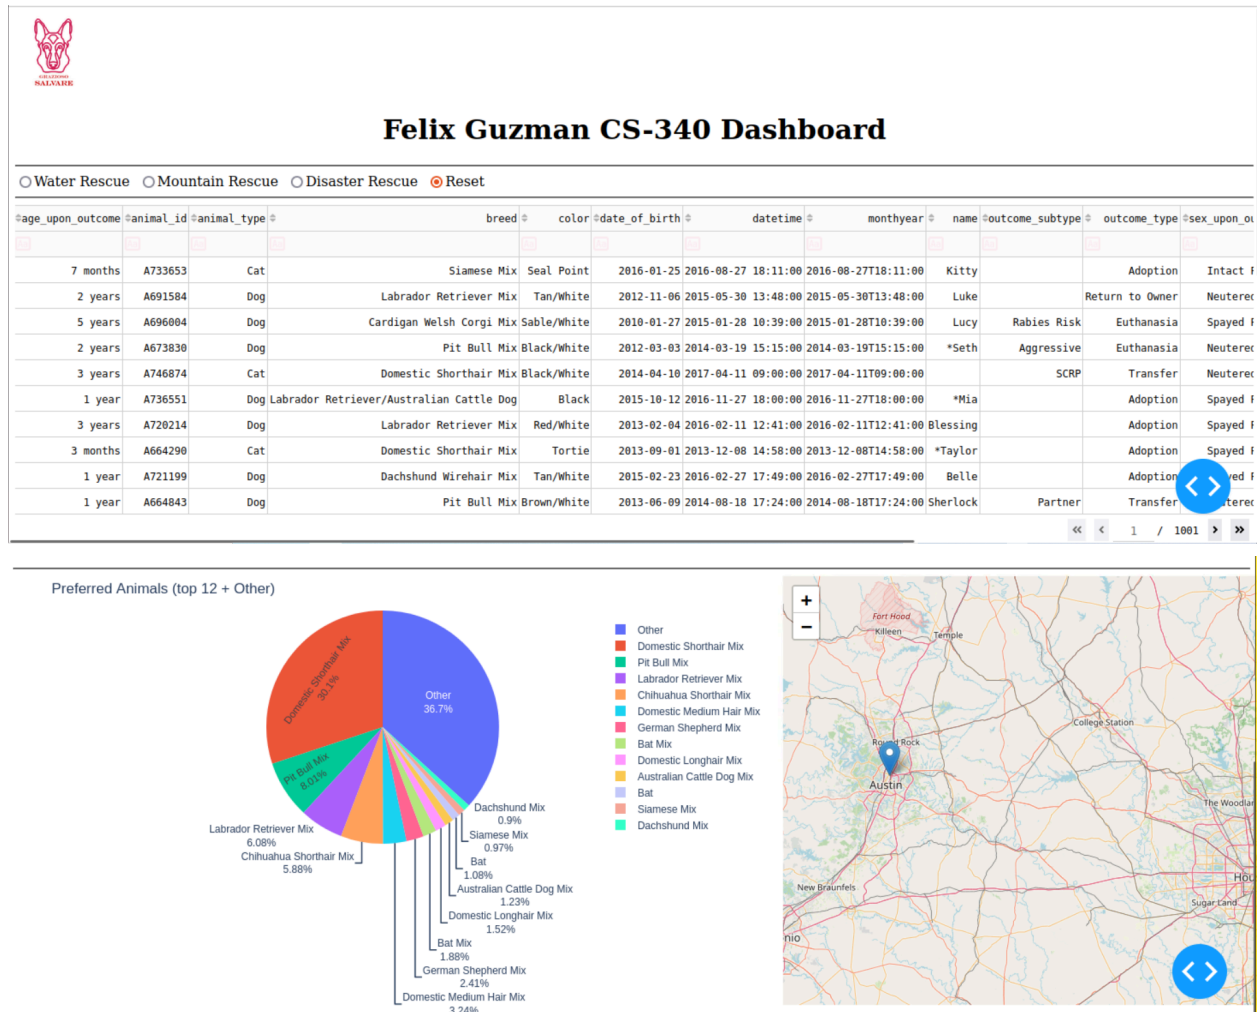 GRAZIOSO
SALVARE
Felix Guzman CS-340 Dashboard
Water Rescue Mountain Rescue Disaster Rescue Reset
age_upon_outcome animal_id animal_type breed color date_of_birth datetime monthyear name outcome_subtype outcome_type sex_upon_ou
7 months A733653 Cat Siamese Mix Seal Point 2016-01-25 2016-08-27 18:11:00 2016-08-27T18:11:00 Kitty Adoption Intact F
2 years A691584 Dog Labrador Retriever Mix Tan/White 2012-11-06 2015-05-30 13:48:00 2015-05-30T13:48:00 Luke Return to Owner Neutered
5 years A696004 Dog Cardigan Welsh Corgi Mix Sable/White 2010-01-27 2015-01-28 10:39:00 2015-01-28T10:39:00 Lucy Rabies Risk Euthanasia Spayed F
2 years A673830 Dog Pit Bull Mix Black/White 2012-03-03 2014-03-19 15:15:00 2014-03-19T15:15:00 *Seth Aggressive Euthanasia Neutered
3 years A746874 Cat Domestic Shorthair Mix Black/White 2014-04-10 2017-04-11 09:00:00 2017-04-11T09:00:00 SCRP Transfer Neutered
1 year A736551 Dog Labrador Retriever/Australian Cattle Dog Black 2015-10-12 2016-11-27 18:00:00 2016-11-27T18:00:00 *Mia Adoption Spayed F
3 years A720214 Dog Labrador Retriever Mix Red/White 2013-02-04 2016-02-11 12:41:00 2016-02-11T12:41:00 Blessing Adoption Spayed F
3 months A664290 Cat Domestic Shorthair Mix Tortie 2013-09-01 2013-12-08 14:58:00 2013-12-08T14:58:00 *Taylor Adoption Spayed F
1 year A721199 Dog Dachshund Wirehair Mix Tan/White 2015-02-23 2016-02-27 17:49:00 2016-02-27T17:49:00 Belle Adoption yed F
1 year A664843 Dog Pit Bull Mix Brown/White 2013-06-09 2014-08-18 17:24:00 2014-08-18T17:24:00 Sherlock Partner Transfer tered
1 / 1001
Preferred Animals (top 12 + Other)
Domestic Shorthair Mix
30.1%
Other
36.7%
Pit Bull Mix
8.01%
Labrador Retriever Mix
6.08%
Chihuahua Shorthair Mix
5.88%
Dachshund Mix
0.9%
Siamese Mix
0.97%
Bat
1.08%
Australian Cattle Dog Mix
1.23%
Domestic Longhair Mix
1.52%
Bat Mix
1.88%
German Shepherd Mix
2.41%
Domestic Medium Hair Mix
3.24%
Other
Domestic Shorthair Mix
Pit Bull Mix
Labrador Retriever Mix
Chihuahua Shorthair Mix
Domestic Medium Hair Mix
German Shepherd Mix
Bat Mix
Domestic Longhair Mix
Australian Cattle Dog Mix
Bat
Siamese Mix
Dachshund Mix
+
−
Fort Hood
Killeen
Temple
College Station
Round Rock
Austin
The Woodlar
New Braunfels
Hou
Sugar Land
nio